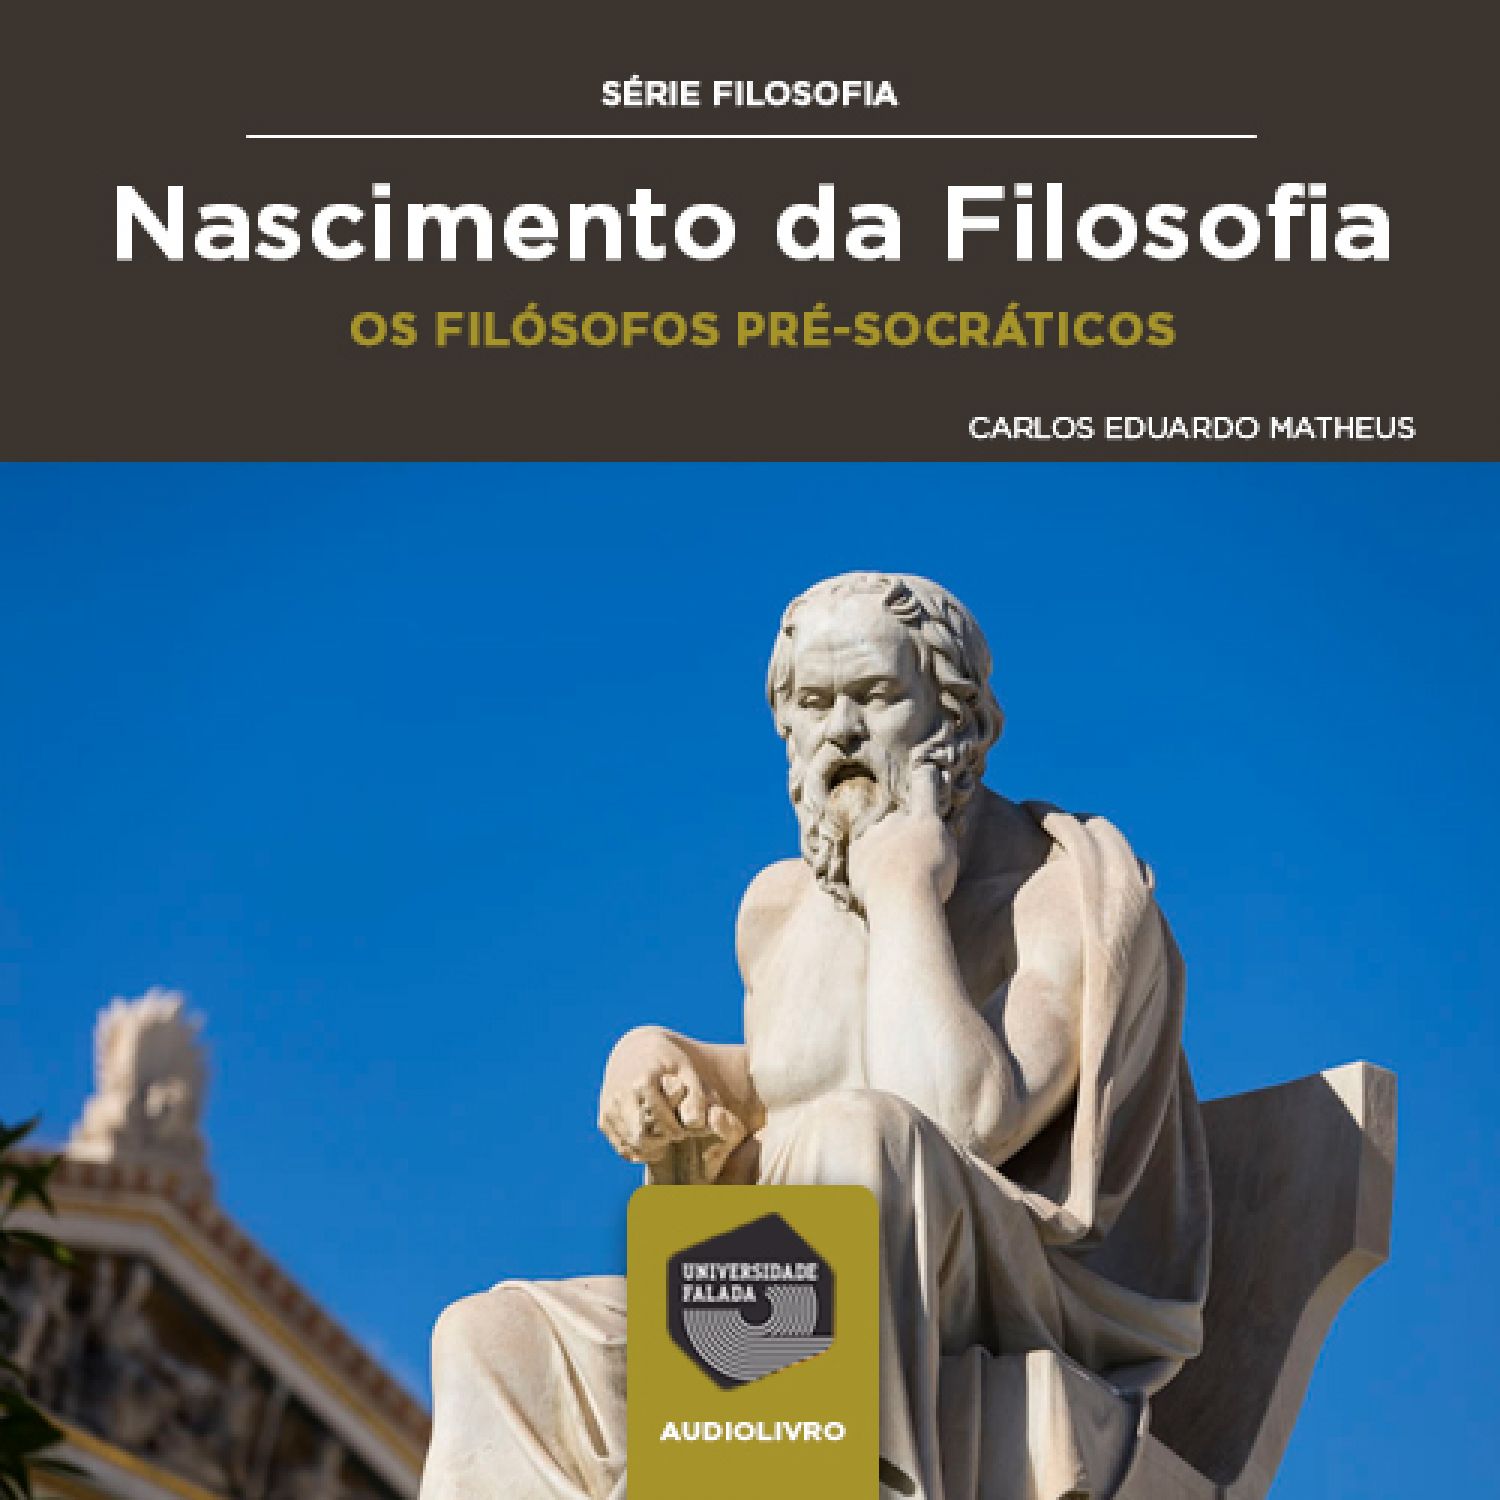 SÉRIE FILOSOFIA
Nascimento da Filosofia
OS FILÓSOFOS PRÉ-SOCRÁTICOS
CARLOS EDUARDO MATHEUS
UNIVERSIDADE
FALADA
AUDIOLIVRO